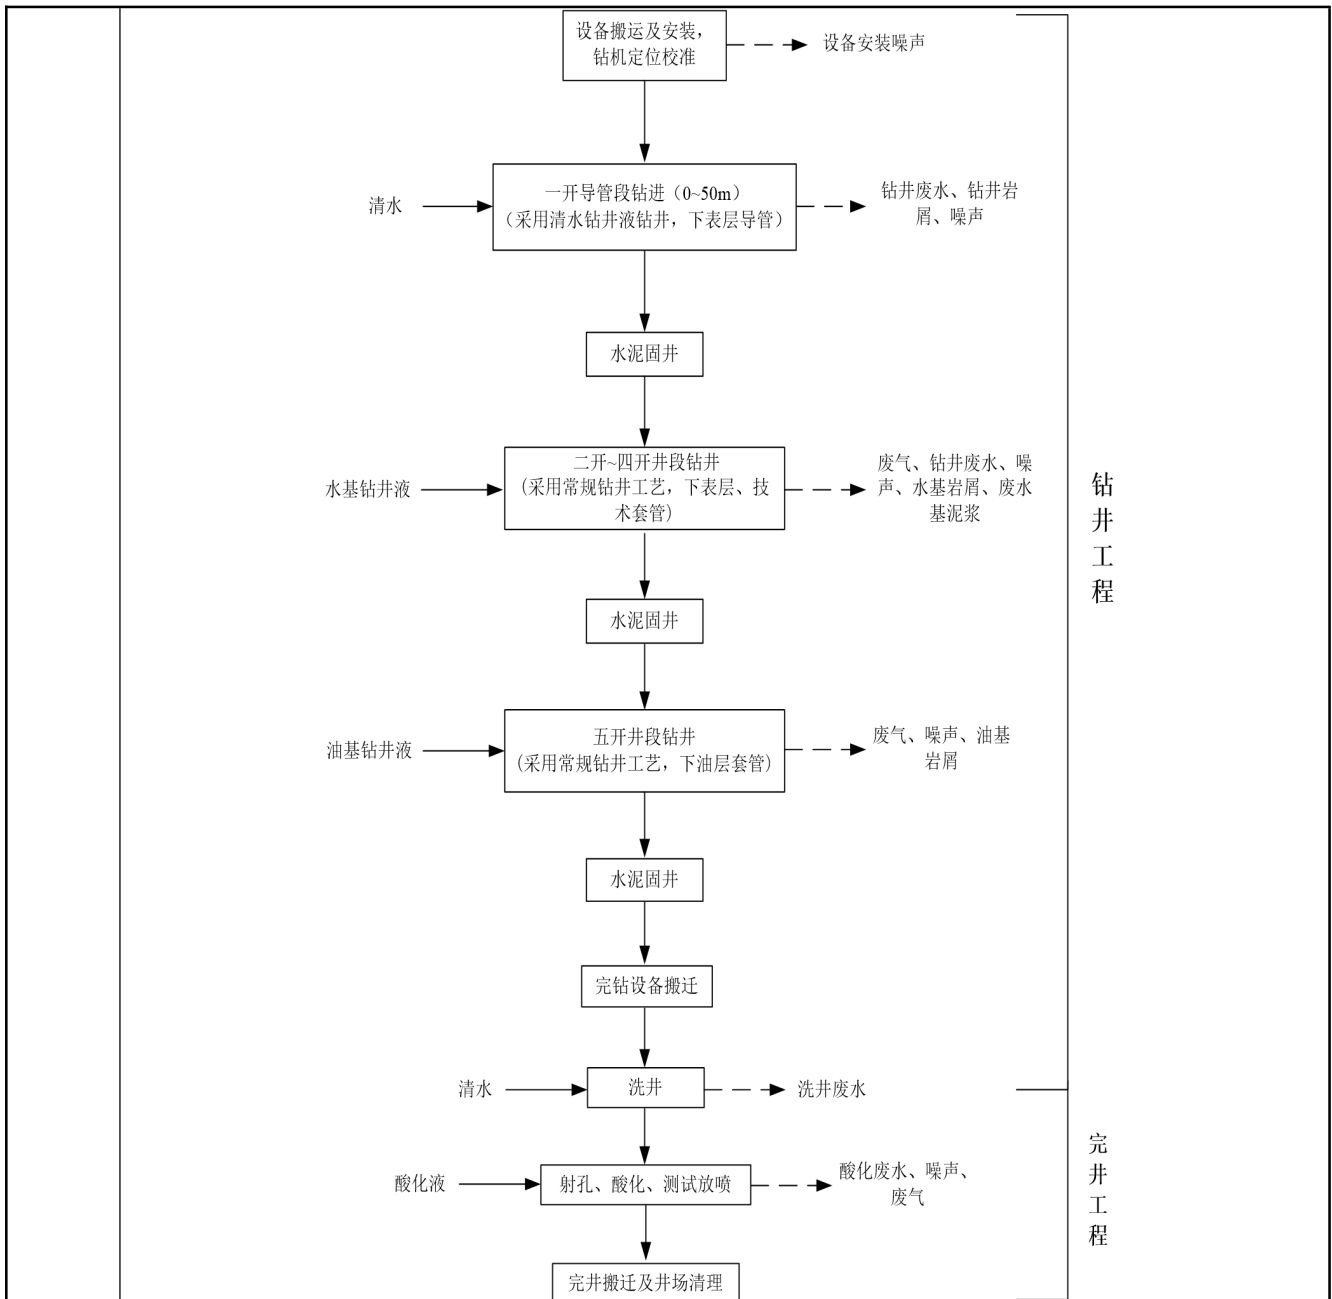 设备搬运及安装，
钻机定位校准
设备安装噪声
清水
一开导管段钻进（0~50m）
（采用清水钻井液钻井，下表层导管）
钻井废水、钻井岩
屑、噪声
水泥固井
水基钻井液
二开~四开井段钻井
(采用常规钻井工艺，下表层、技
术套管)
废气、钻井废水、噪
声、水基岩屑、废水
基泥浆
水泥固井
油基钻井液
五开井段钻井
(采用常规钻井工艺，下油层套管)
废气、噪声、油基
岩屑
水泥固井
完钻设备搬迁
清水
洗井
洗井废水
钻井工程
酸化液
射孔、酸化、测试放喷
酸化废水、噪声、
废气
完井搬迁及井场清理
完井工程